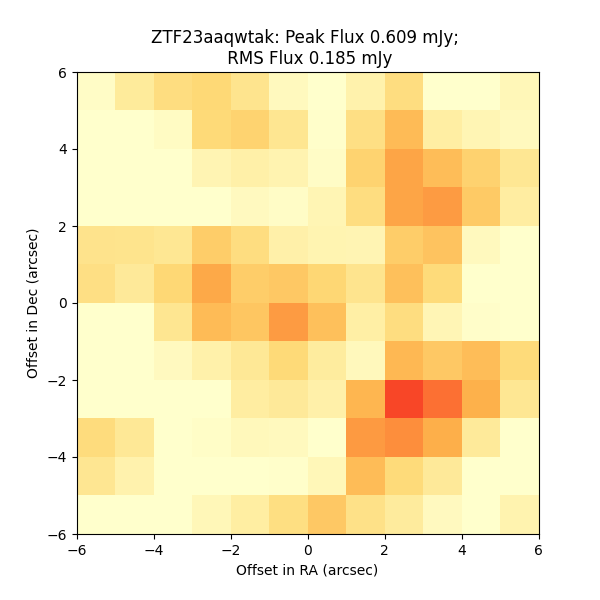 ZTF23aaqwtak: Peak Flux 0.609 mJy;
RMS Flux 0.185 mJy
6
4
2
0
−2
−4
−6
Offset in Dec (arcsec)
−6 −4 −2 0 2 4 6
Offset in RA (arcsec)